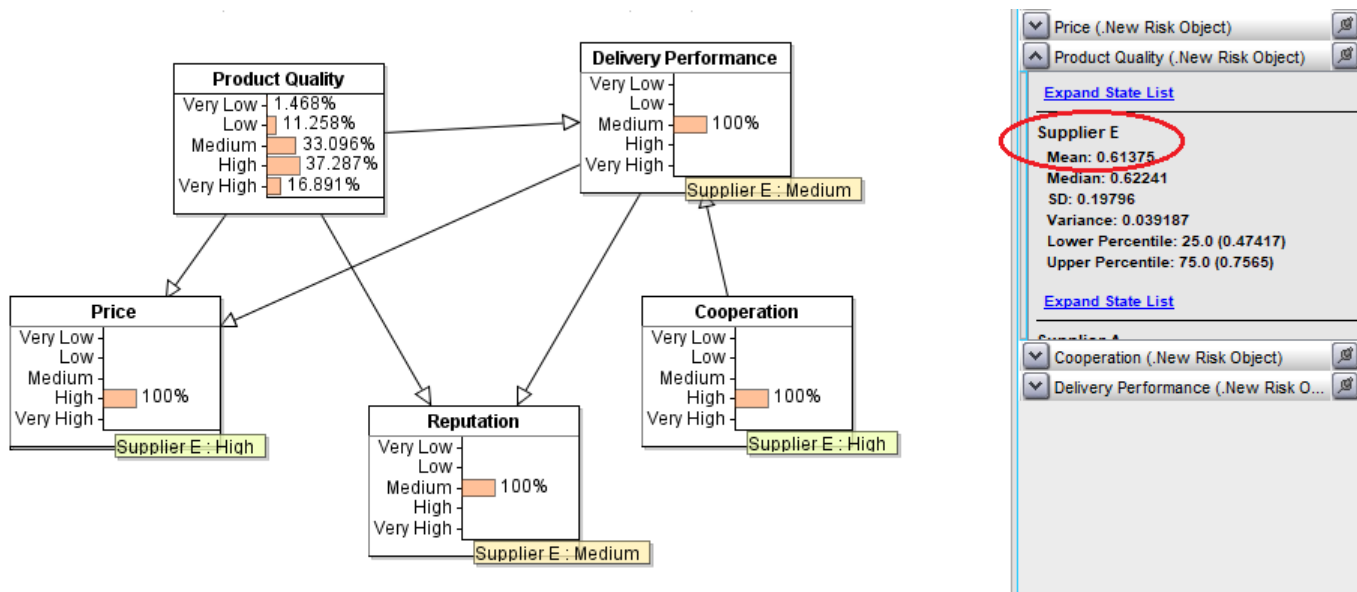 Product Quality
Very Low 1.468%
Low 11.258%
Medium 33.096%
High 37.287%
Very High 16.891%
Delivery Performance
Very Low
Low
Medium 100%
High
Very High
Supplier E : Medium
Price
Very Low
Low
Medium
High 100%
Very High
Supplier E : High
Reputation
Very Low
Low
Medium 100%
High
Very High
Supplier E : Medium
Cooperation
Very Low
Low
Medium
High 100%
Very High
Supplier E : High
Price (.New Risk Object)
Product Quality (.New Risk Object)
Expand State List
Supplier E
Mean: 0.61375
Median: 0.62241
SD: 0.19796
Variance: 0.039187
Lower Percentile: 25.0 (0.47417)
Upper Percentile: 75.0 (0.7565)
Expand State List
Cooperation (.New Risk Object)
Delivery Performance (.New Risk O...